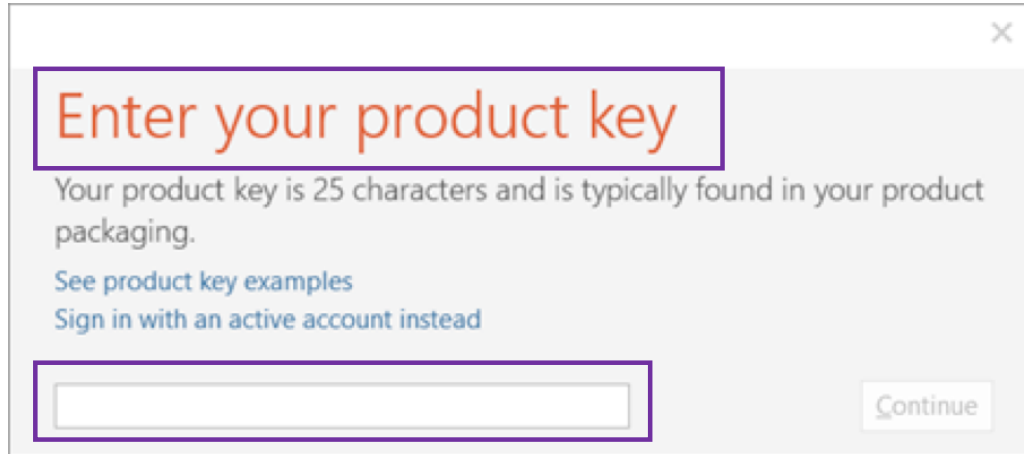 Enter your product key
Your product key is 25 characters and is typically found in your product
packaging.
See product key examples
Sign in with an active account instead
Continue